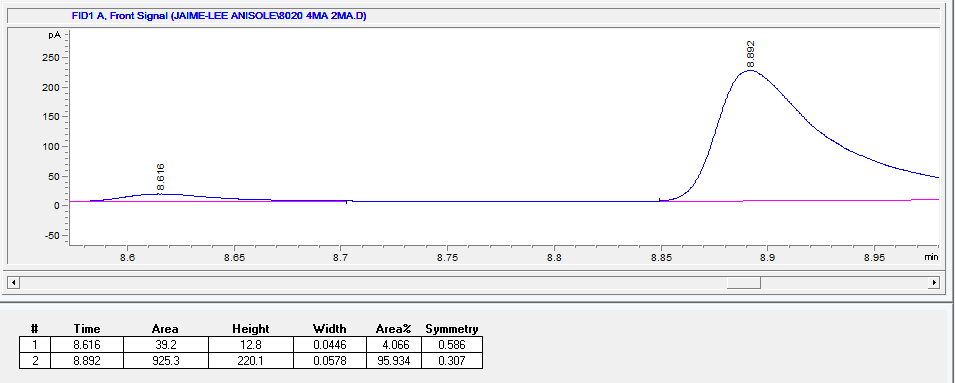 FID1 A, Front Signal (JAIME-LEE ANISOLE\8020 4MA 2MA.D)
pA
250
200
150
100
50
0
-50
8.616
8.892
8.6 8.65 8.7 8.75 8.8 8.85 8.9 8.95 min
# Time Area Height Width Area% Symmetry
1 8.616 39.2 12.8 0.0446 4.066 0.586
2 8.892 925.3 220.1 0.0578 95.934 0.307